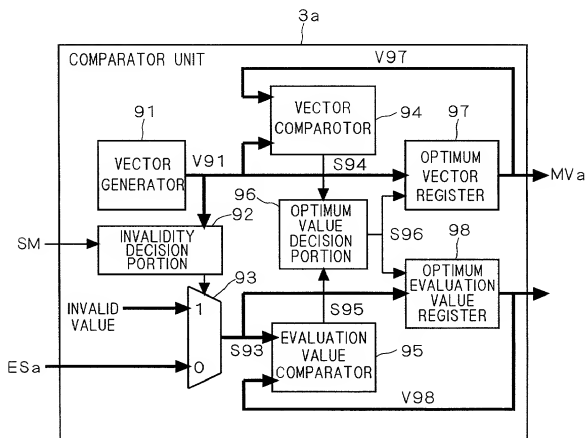 3a
COMPARATOR UNIT
V97
91
VECTOR
GENERATOR
V91
VECTOR
COMPAROTOR
94
97
OPTIMUM
VECTOR
REGISTER
MVa
S94
92
96
OPTIMUM
VALUE
DECISION
PORTION
S96
SM
INVALIDITY
DECISION
PORTION
98
OPTIMUM
EVALUATION
VALUE
REGISTER
93
INVALID
VALUE
1
S95
S93
EVALUATION
VALUE
COMPARATOR
95
ESa
0
V98